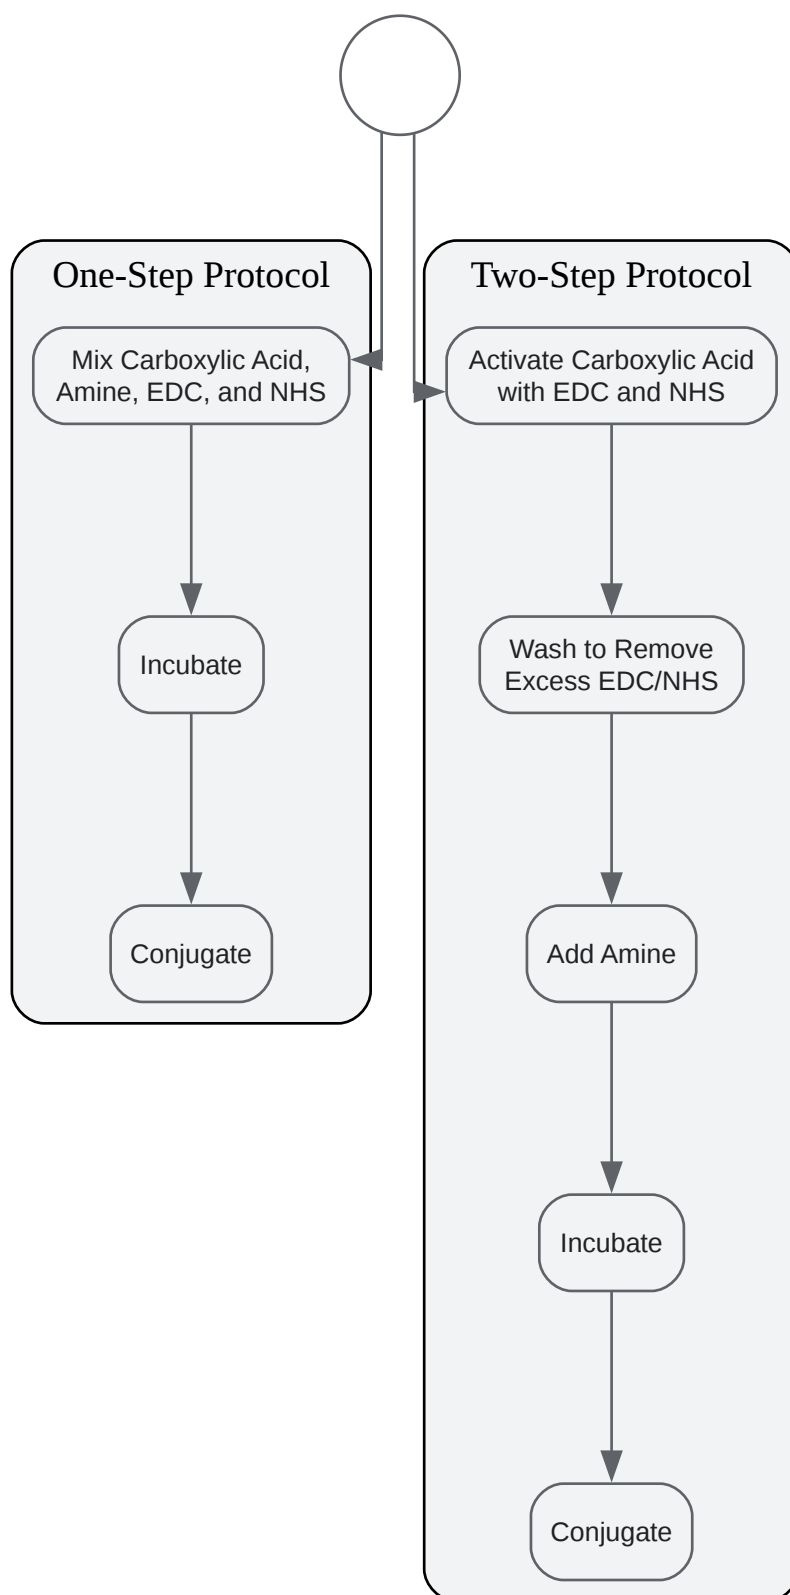 One-Step Protocol
Mix Carboxylic Acid,
Amine, EDC, and NHS
Incubate
Conjugate
Two-Step Protocol
Activate Carboxylic Acid
with EDC and NHS
Wash to Remove
Excess EDC/NHS
Add Amine
Incubate
Conjugate